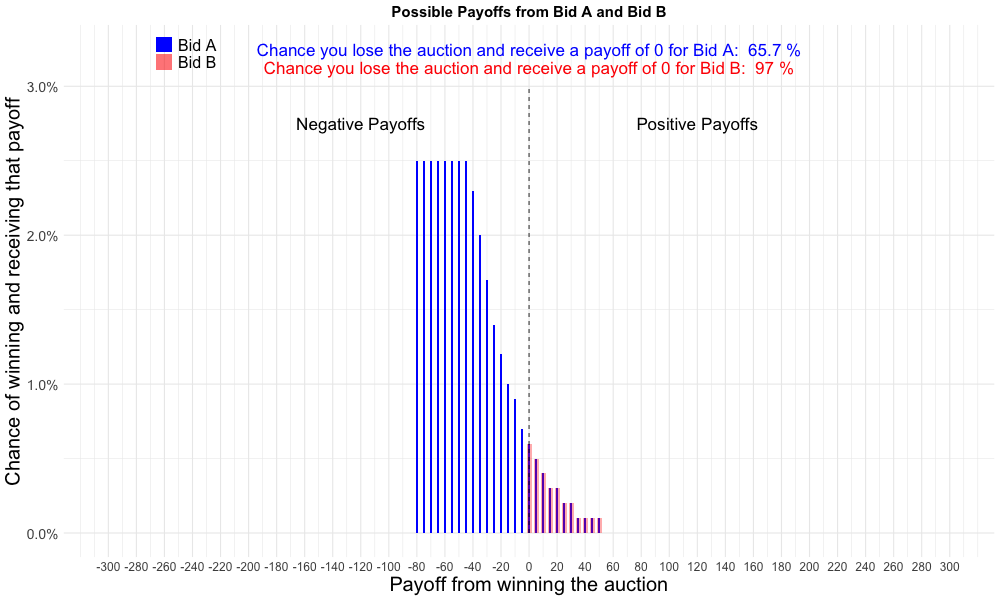 Possible Payoffs from Bid A and Bid B
Bid A
Bid B
Chance you lose the auction and receive a payoff of 0 for Bid A:  65.7 %
Chance you lose the auction and receive a payoff of 0 for Bid B:  97 %
Negative Payoffs
Positive Payoffs
Chance of winning and receiving that payoff
3.0%
2.0%
1.0%
0.0%
-300 -280 -260 -240 -220 -200 -180 -160 -140 -120 -100 -80 -60 -40 -20 0 20 40 60 80 100 120 140 160 180 200 220 240 260 280 300
Payoff from winning the auction